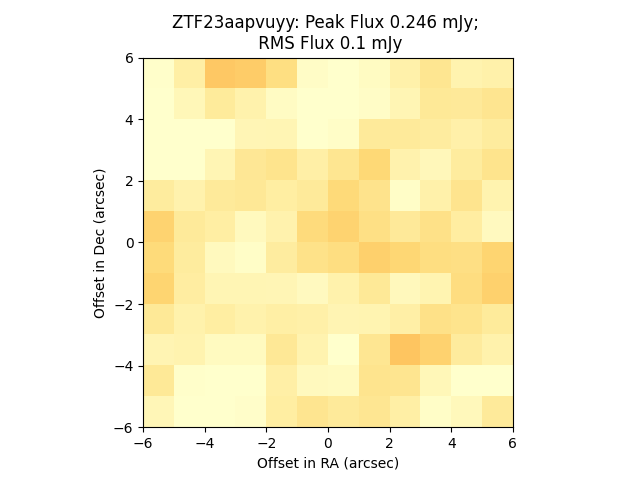 ZTF23aapvuyy: Peak Flux 0.246 mJy;
RMS Flux 0.1 mJy
6
4
2
0
−2
−4
−6
Offset in Dec (arcsec)
−6 −4 −2 0 2 4 6
Offset in RA (arcsec)